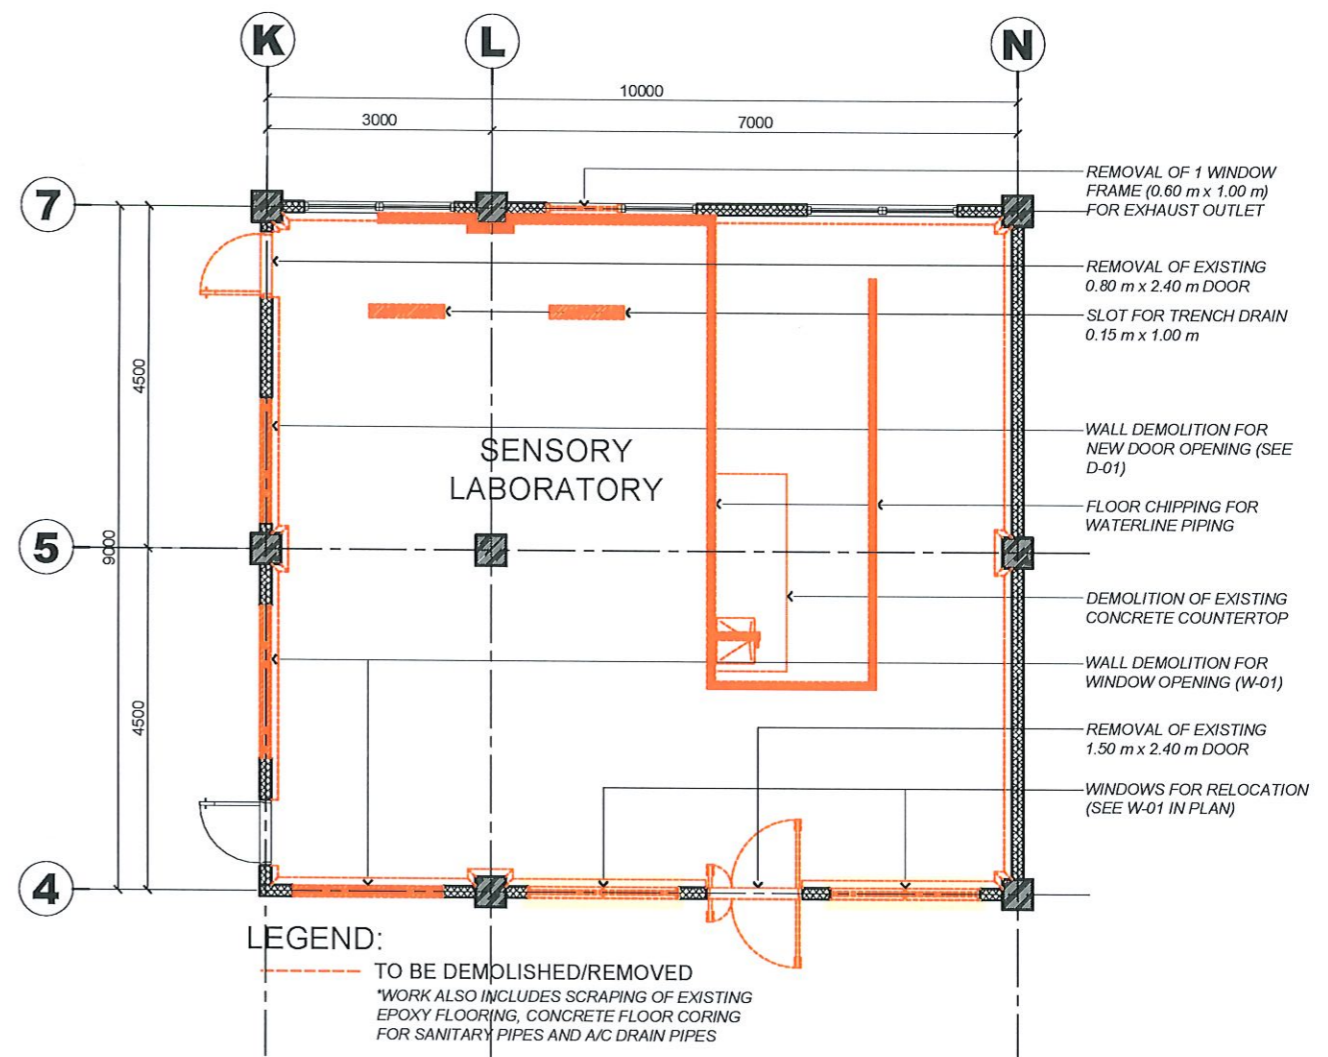 K
L
N
10000
3000
7000
7
REMOVAL OF 1 WINDOW
FRAME (0.60 m x 1.00 m)
FOR EXHAUST OUTLET
REMOVAL OF EXISTING
0.80 m x 2.40 m DOOR
SLOT FOR TRENCH DRAIN
0.15 m x 1.00 m
4500
WALL DEMOLITION FOR
NEW DOOR OPENING (SEE
D-01)
SENSORY
LABORATORY
FLOOR CHIPPING FOR
WATERLINE PIPING
5
9000
DEMOLITION OF EXISTING
CONCRETE COUNTERTOP
WALL DEMOLITION FOR
WINDOW OPENING (W-01)
4500
REMOVAL OF EXISTING
1.50 m x 2.40 m DOOR
WINDOWS FOR RELOCATION
(SEE W-01 IN PLAN)
4
LEGEND:
TO BE DEMOLISHED/REMOVED
*WORK ALSO INCLUDES SCRAPING OF EXISTING
EPOXY FLOORING, CONCRETE FLOOR CORING
FOR SANITARY PIPES AND A/C DRAIN PIPES